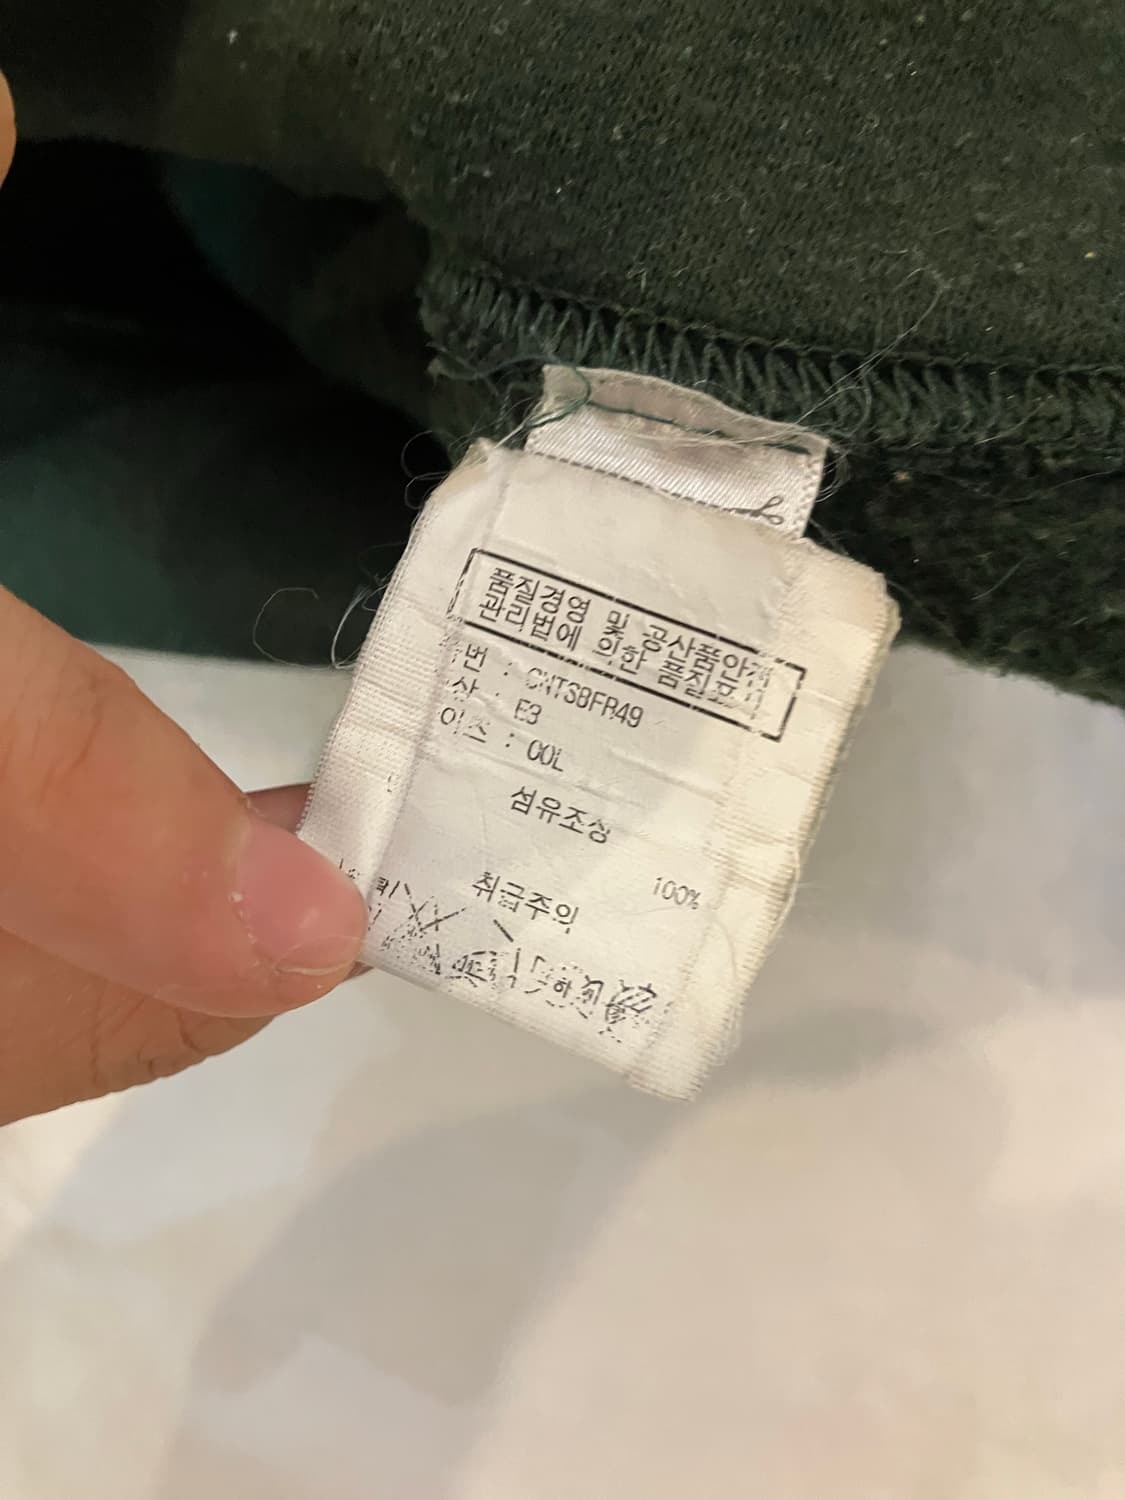 품질경영 및 공산품안전
관리법에 의한 품질표시
번 : CNTS8FR49
상 : E3
이즈 : 00L
섬유조성
100%
취급주의